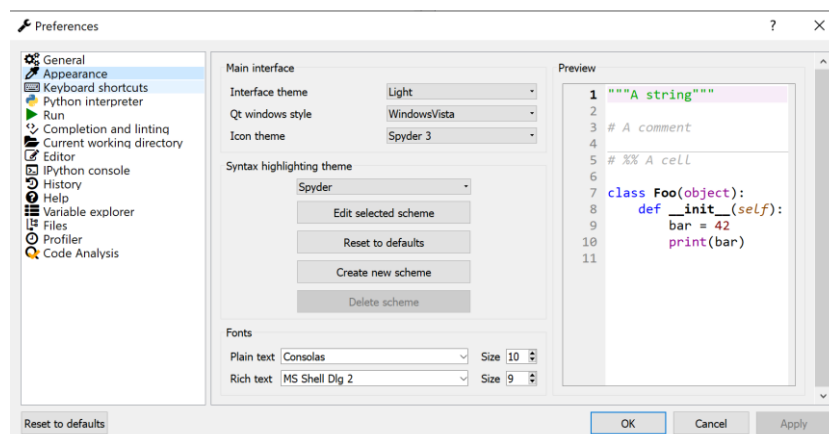 Preferences
?
General
Appearance
Keyboard shortcuts
Python interpreter
Run
Completion and linting
Current working directory
Editor
IPython console
History
Help
Variable explorer
Files
Profiler
Code Analysis
Reset to defaults
Main interface
Interface theme Light
Qt windows style WindowsVista
Icon theme Spyder 3
Syntax highlighting theme
Spyder
Edit selected scheme
Reset to defaults
Create new scheme
Delete scheme
Fonts
Plain text Consolas Size 10
Rich text MS Shell Dlg 2 Size 9
Preview
1 """A string"""
2
3 # A comment
4
5 # %% A cell
6
7 class Foo(object):
8     def __init__(self):
9         bar = 42
10         print(bar)
11
OK Cancel Apply